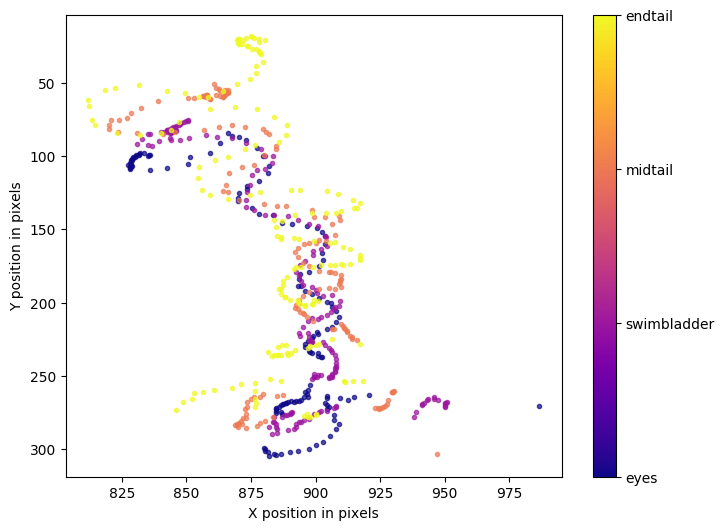 endtail
midtail
swimbladder
eyes
50
100
150
200
250
300
825
850
875
900
925
950
975
Y position in pixels
X position in pixels